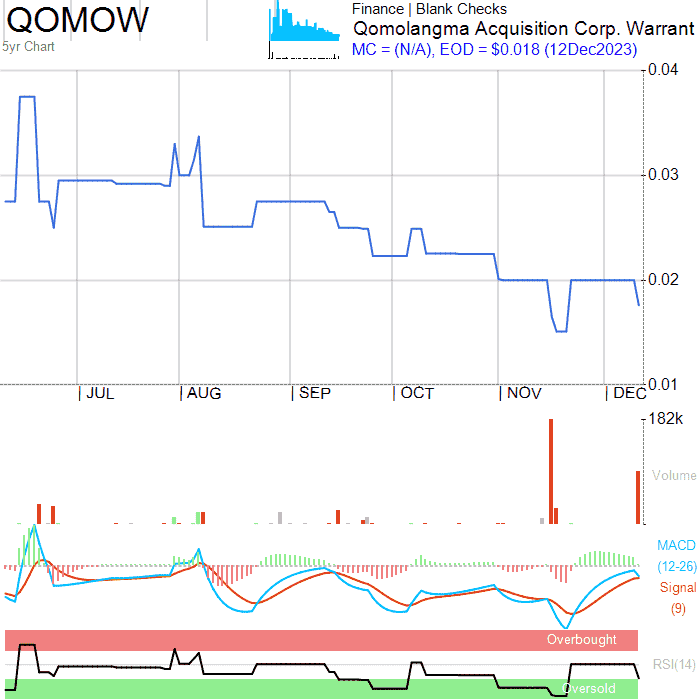 QOMOW
5yr Chart
Finance | Blank Checks
Qomolangma Acquisition Corp. Warrant
MC = (N/A), EOD = $0.018 (12Dec2023)
0.04
0.03
0.02
0.01
| JUL | AUG | SEP | OCT | NOV | DEC
182k
Volume
MACD
(12-26)
Signal
(9)
Overbought
RSI(14)
Oversold